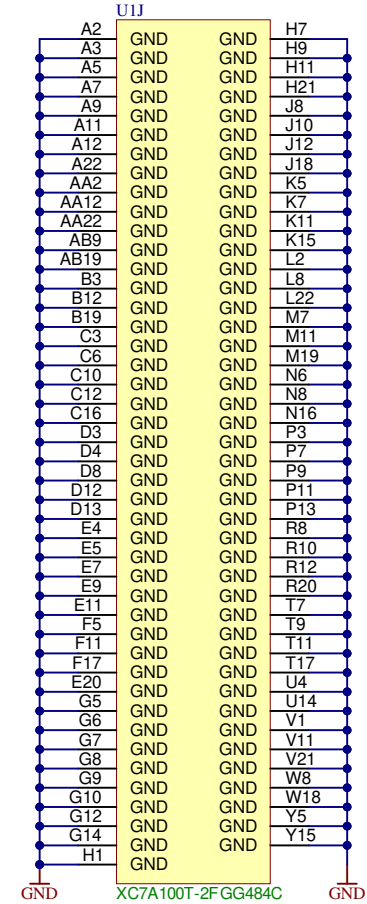 U1J
A2 GND GND H7
A3 GND GND H9
A5 GND GND H11
A7 GND GND H21
A9 GND GND J8
A11 GND GND J10
A12 GND GND J12
A22 GND GND J18
AA2 GND GND K5
AA12 GND GND K7
AA22 GND GND K11
AB9 GND GND K15
AB19 GND GND L2
B3 GND GND L8
B12 GND GND L22
B19 GND GND M7
C3 GND GND M11
C6 GND GND M19
C10 GND GND N6
C12 GND GND N8
C16 GND GND N16
D3 GND GND P3
D4 GND GND P7
D8 GND GND P9
D12 GND GND P11
D13 GND GND P13
E4 GND GND R8
E5 GND GND R10
E7 GND GND R12
E9 GND GND R20
E11 GND GND T7
F5 GND GND T9
F11 GND GND T11
F17 GND GND T17
E20 GND GND U4
G5 GND GND U14
G6 GND GND V1
G7 GND GND V11
G8 GND GND V21
G9 GND GND W8
G10 GND GND W18
G12 GND GND Y5
G14 GND GND Y15
H1 GND
GND XC7A100T-2FGG484C GND